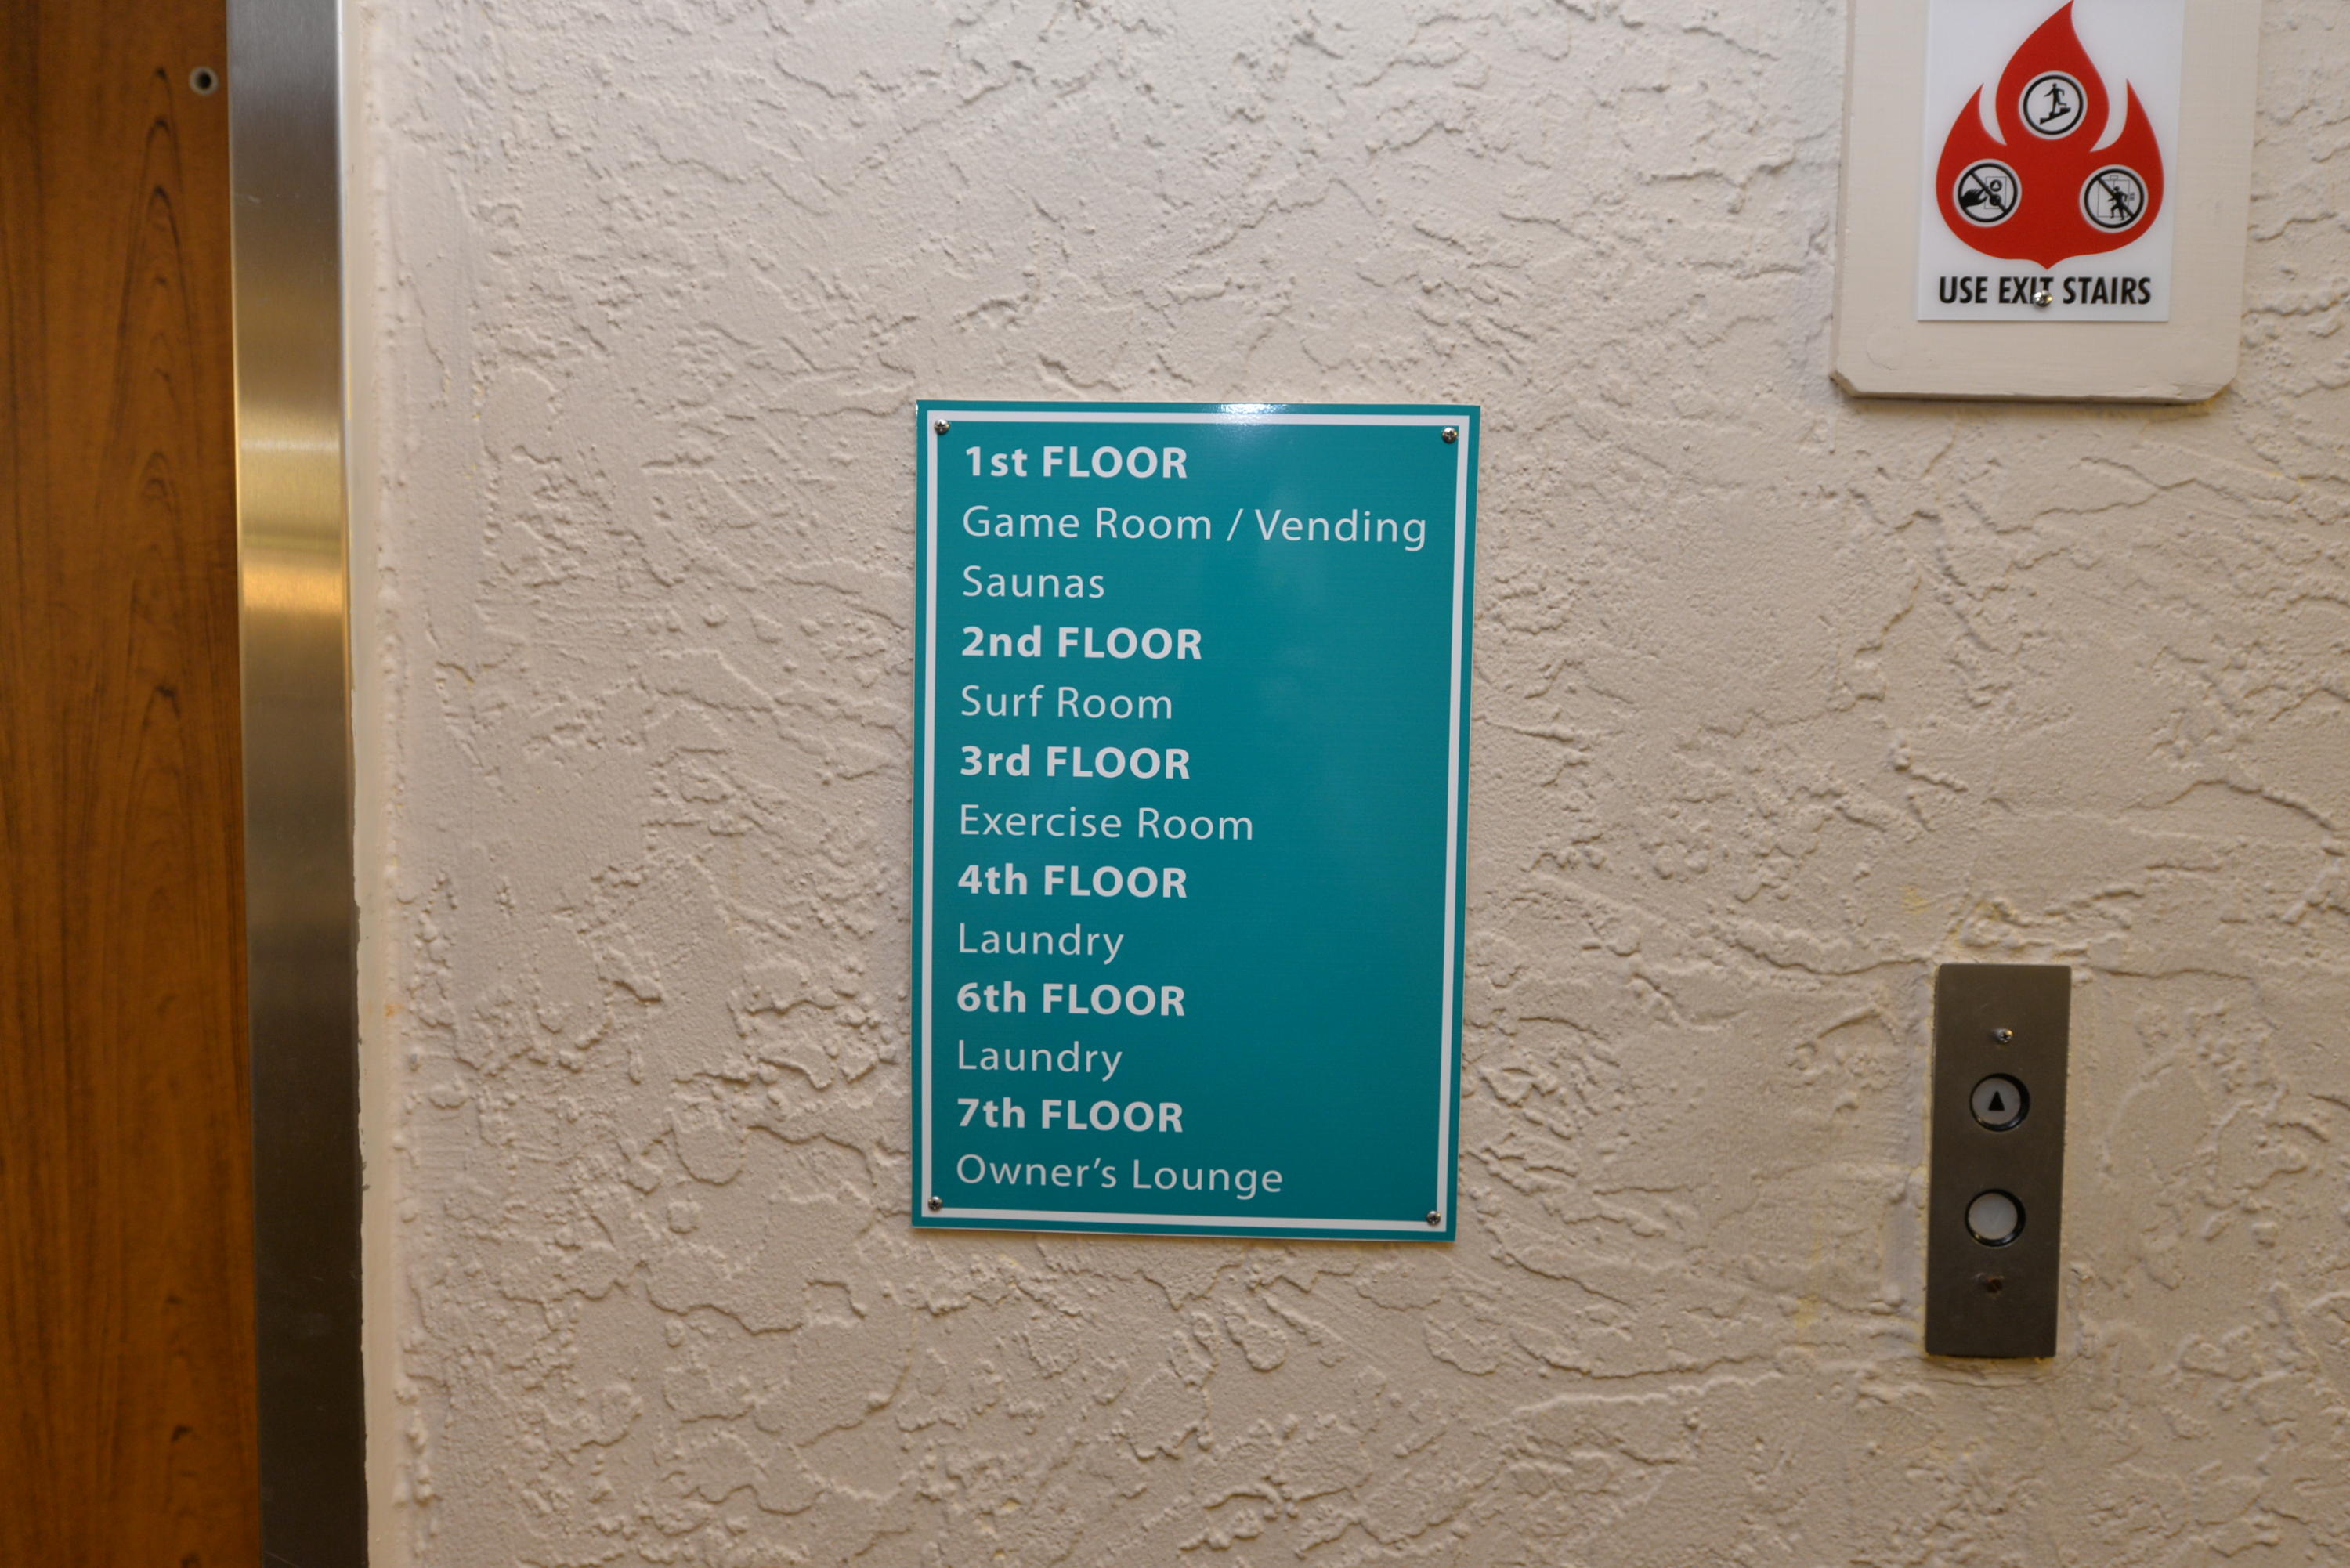 USE EXIT STAIRS
1st FLOOR
Game Room / Vending
Saunas
2nd FLOOR
Surf Room
3rd FLOOR
Exercise Room
4th FLOOR
Laundry
6th FLOOR
Laundry
7th FLOOR
Owner’s Lounge